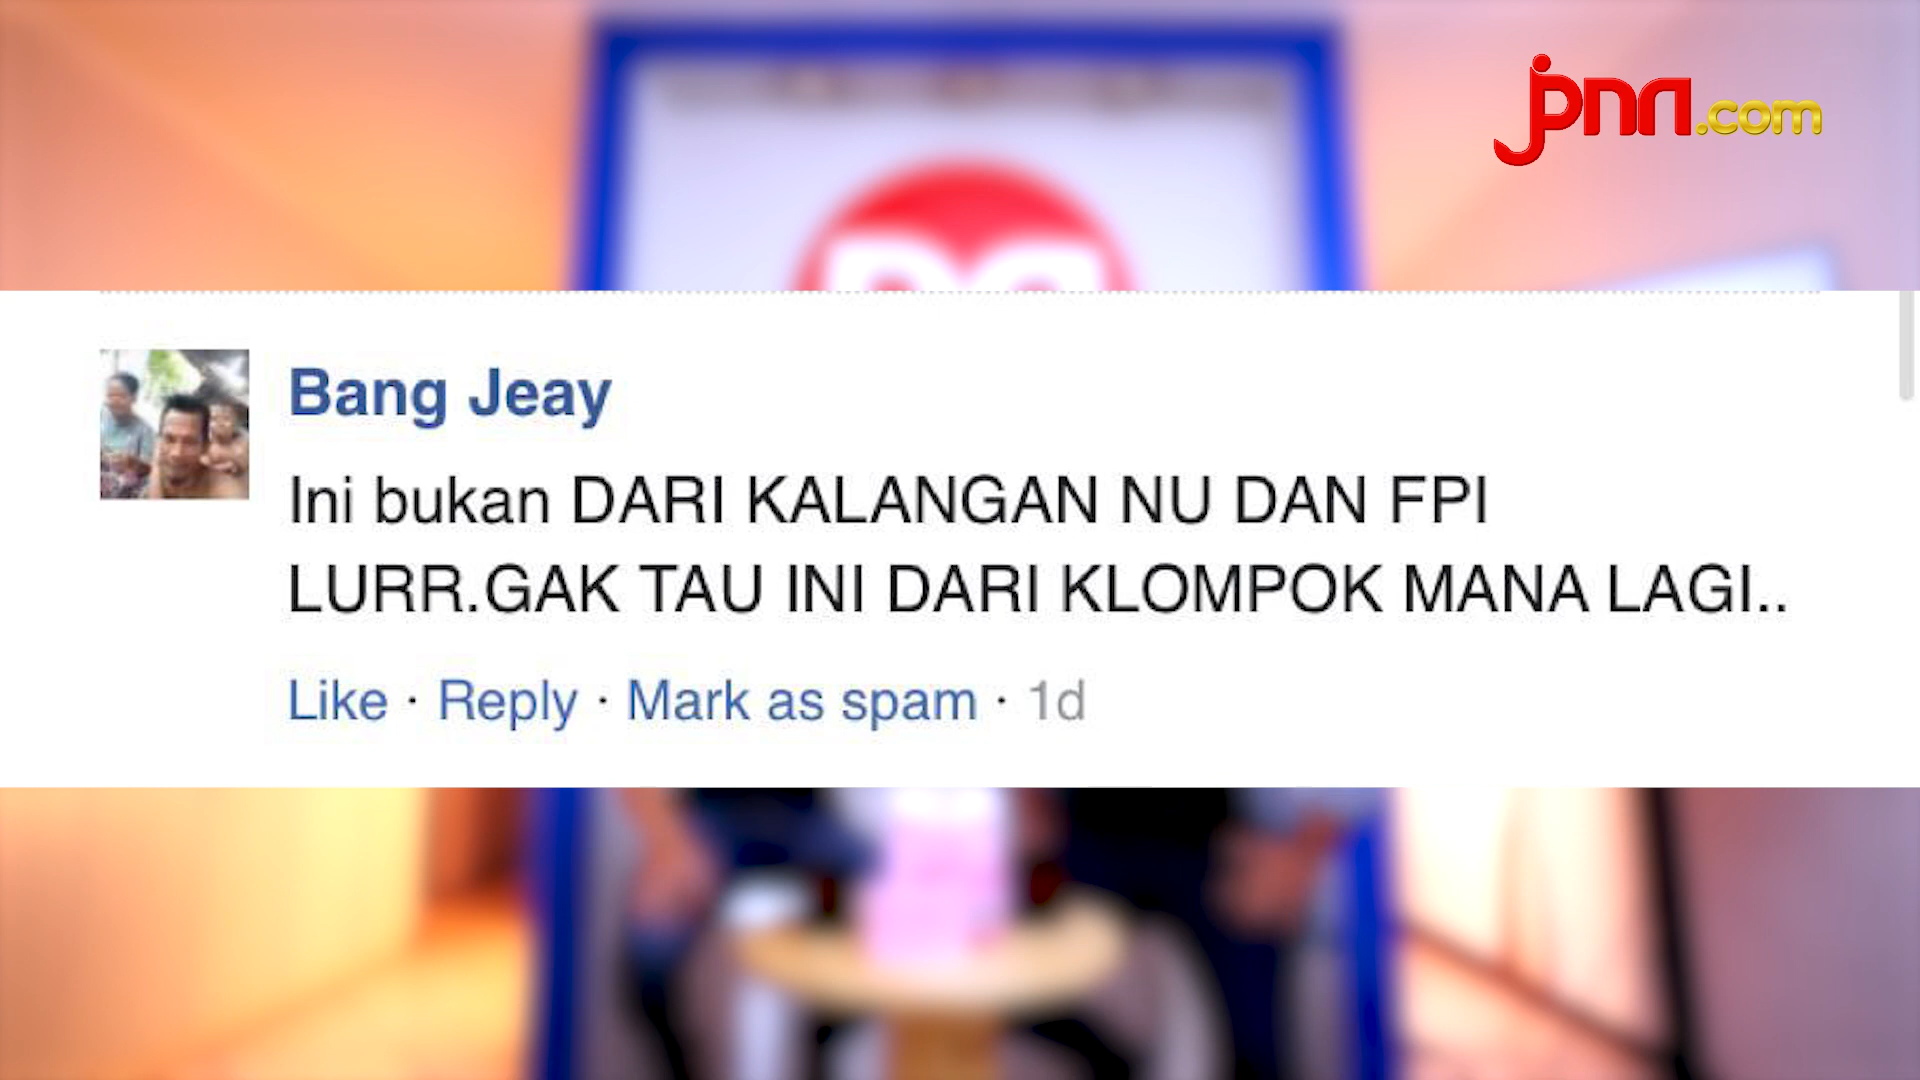 jpnn.com
Bang Jeay
Ini bukan DARI KALANGAN NU DAN FPI
LURR.GAK TAU INI DARI KLOMPOK MANA LAGI..
Like · Reply · Mark as spam · 1d